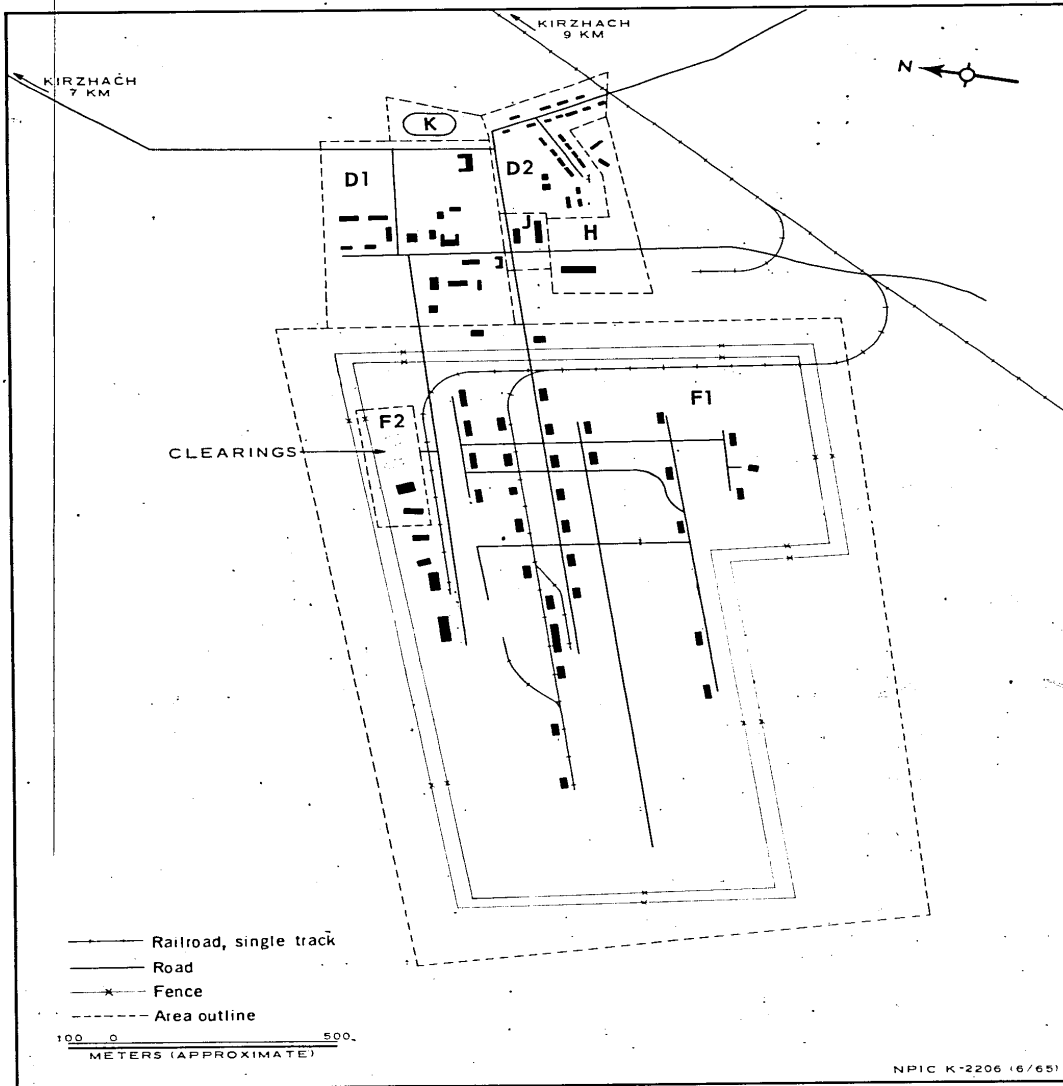 KIRZHACH
9 KM
KIRZHACH
7 KM
N
K
D1
D2
J
H
F1
F2
CLEARINGS
Railroad, single track
Road
Fence
Area outline
100 0 500
METERS (APPROXIMATE)
NPIC K-2206 (6/65)